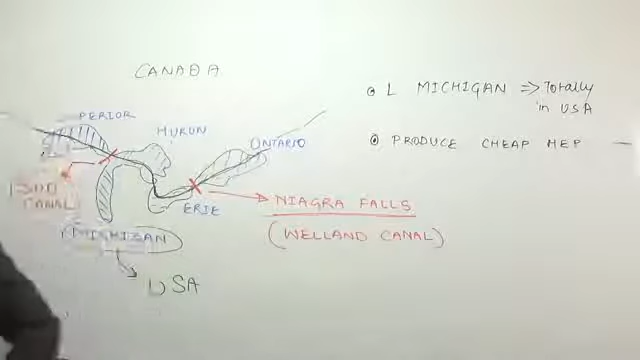 CANADA
PERIOR
HURON
ONTARIO
SOO
CANAL
ERIE
MICHIGAN
USA
NIAGRA FALLS
(WELLAND CANAL)
L MICHIGAN ⇒ Totally
in USA
PRODUCE CHEAP HEP —